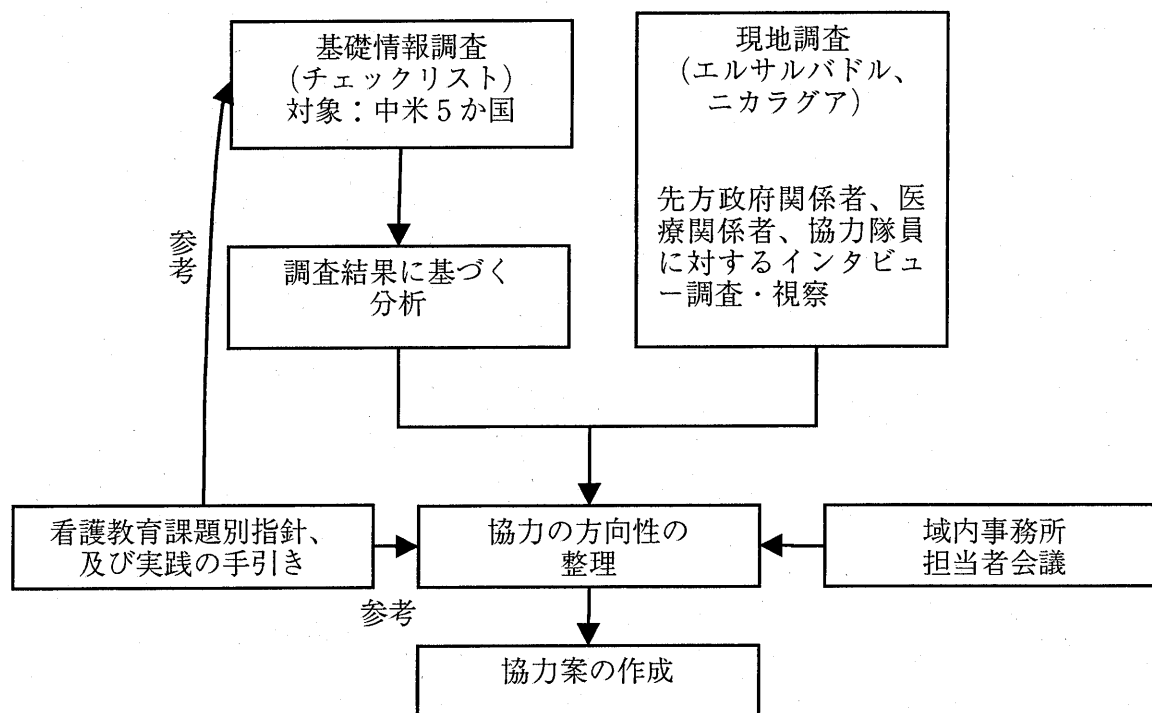 基礎情報調査
(チェックリスト)
対象：中米５か国
現地調査
(エルサルバドル、
ニカラグア)
先方政府関係者、医
療関係者、協力隊員
に対するインタビュ
ー調査・視察
参考
調査結果に基づく
分析
看護教育課題別指針、
及び実践の手引き
協力の方向性の
整理
域内事務所
担当者会議
参考
協力案の作成